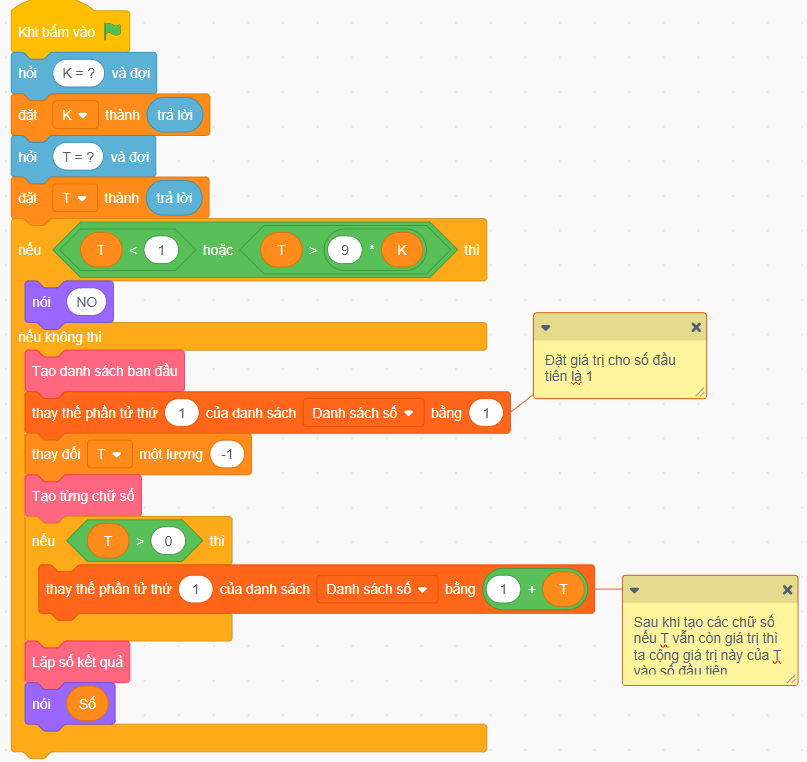 Khi bấm vào
hỏi K = ? và đợi
đặt K thành trả lời
hỏi T = ? và đợi
đặt T thành trả lời
nếu T < 1 hoặc T > 9 * K thì
nói NO
nếu không thì
Tạo danh sách ban đầu
thay thế phần tử thứ 1 của danh sách Danh sách số bằng 1
Đặt giá trị cho số đầu
tiên là 1
thay đổi T một lượng -1
Tạo từng chữ số
nếu T > 0 thì
thay thế phần tử thứ 1 của danh sách Danh sách số bằng 1 + T
Sau khi tạo các chữ số
nếu T vẫn còn giá trị thì
ta cộng giá trị này của T
vào số đầu tiên
Lặp số kết quả
nói Số